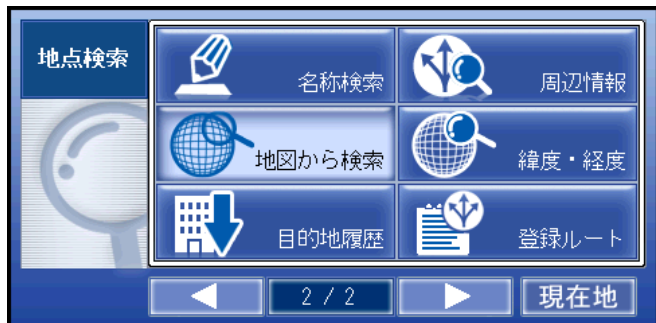 地点検索
名称検索
周辺情報
地図から検索
緯度・経度
目的地履歴
登録ルート
2 / 2
現在地